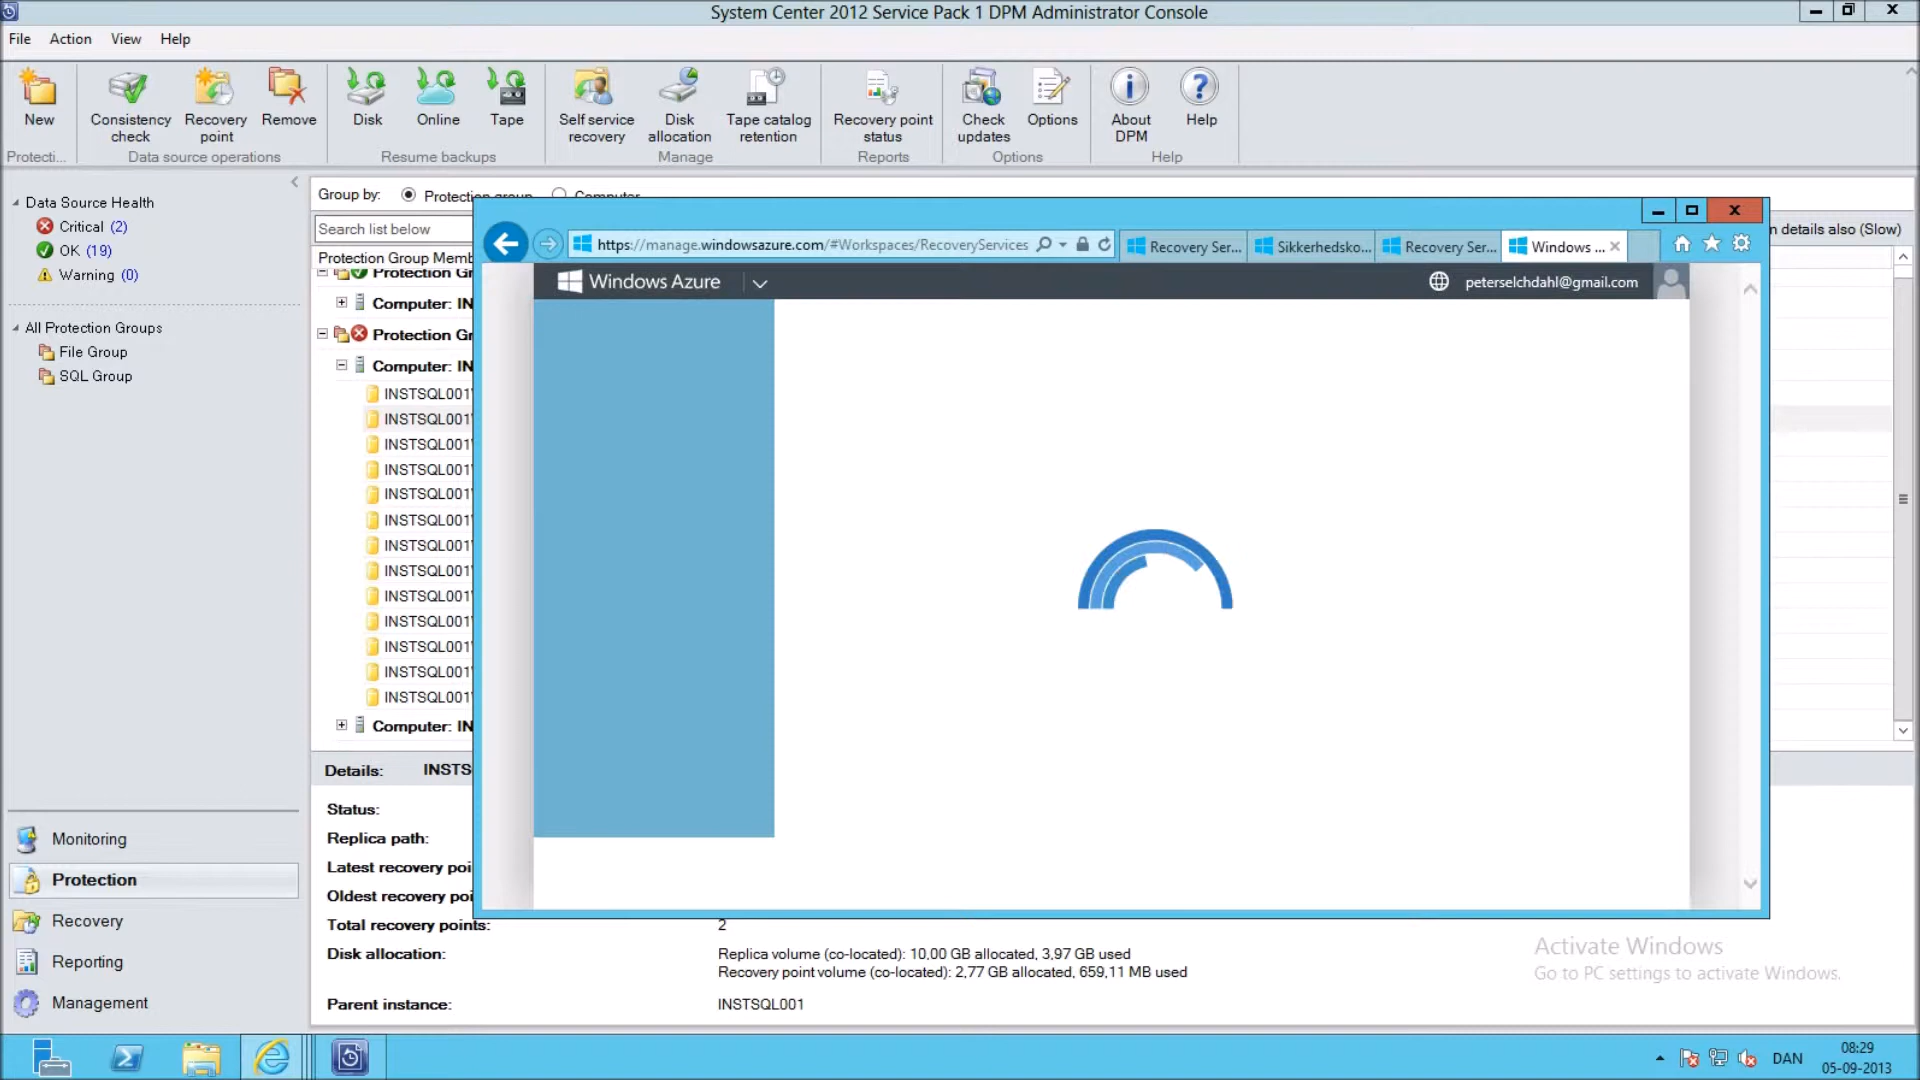 System Center 2012 Service Pack 1 DPM Administrator Console
File Action View Help
New
Consistency check
Recovery point
Remove
Disk
Online
Tape
Self service recovery
Disk allocation
Tape catalog retention
Recovery point status
Check updates
Options
About DPM
Help
Protecti...
Data source operations
Resume backups
Manage
Reports
Options
Help
Data Source Health
Critical (2)
OK (19)
Warning (0)
All Protection Groups
File Group
SQL Group
Monitoring
Protection
Recovery
Reporting
Management
Group by: Protection group Computer
Search list below
n details also (Slow)
Protection Group Memb
Protection Gr
Computer: IN
Protection Gr
Computer: IN
INSTSQL001\
INSTSQL001\
INSTSQL001\
INSTSQL001\
INSTSQL001\
INSTSQL001\
INSTSQL001\
INSTSQL001\
INSTSQL001\
INSTSQL001\
INSTSQL001\
INSTSQL001\
INSTSQL001\
Computer: IN
https://manage.windowsazure.com/#Workspaces/RecoveryServices
Recovery Ser...
Sikkerhedsko...
Recovery Ser...
Windows ...
Windows Azure
peterselchdahl@gmail.com
Details: INSTS
Status:
Replica path:
Latest recovery poi
Oldest recovery poi
Total recovery points: 2
Disk allocation: Replica volume (co-located): 10,00 GB allocated, 3,97 GB used
Recovery point volume (co-located): 2,77 GB allocated, 659,11 MB used
Parent instance: INSTSQL001
Activate Windows
Go to PC settings to activate Windows.
DAN
08:29
05-09-2013